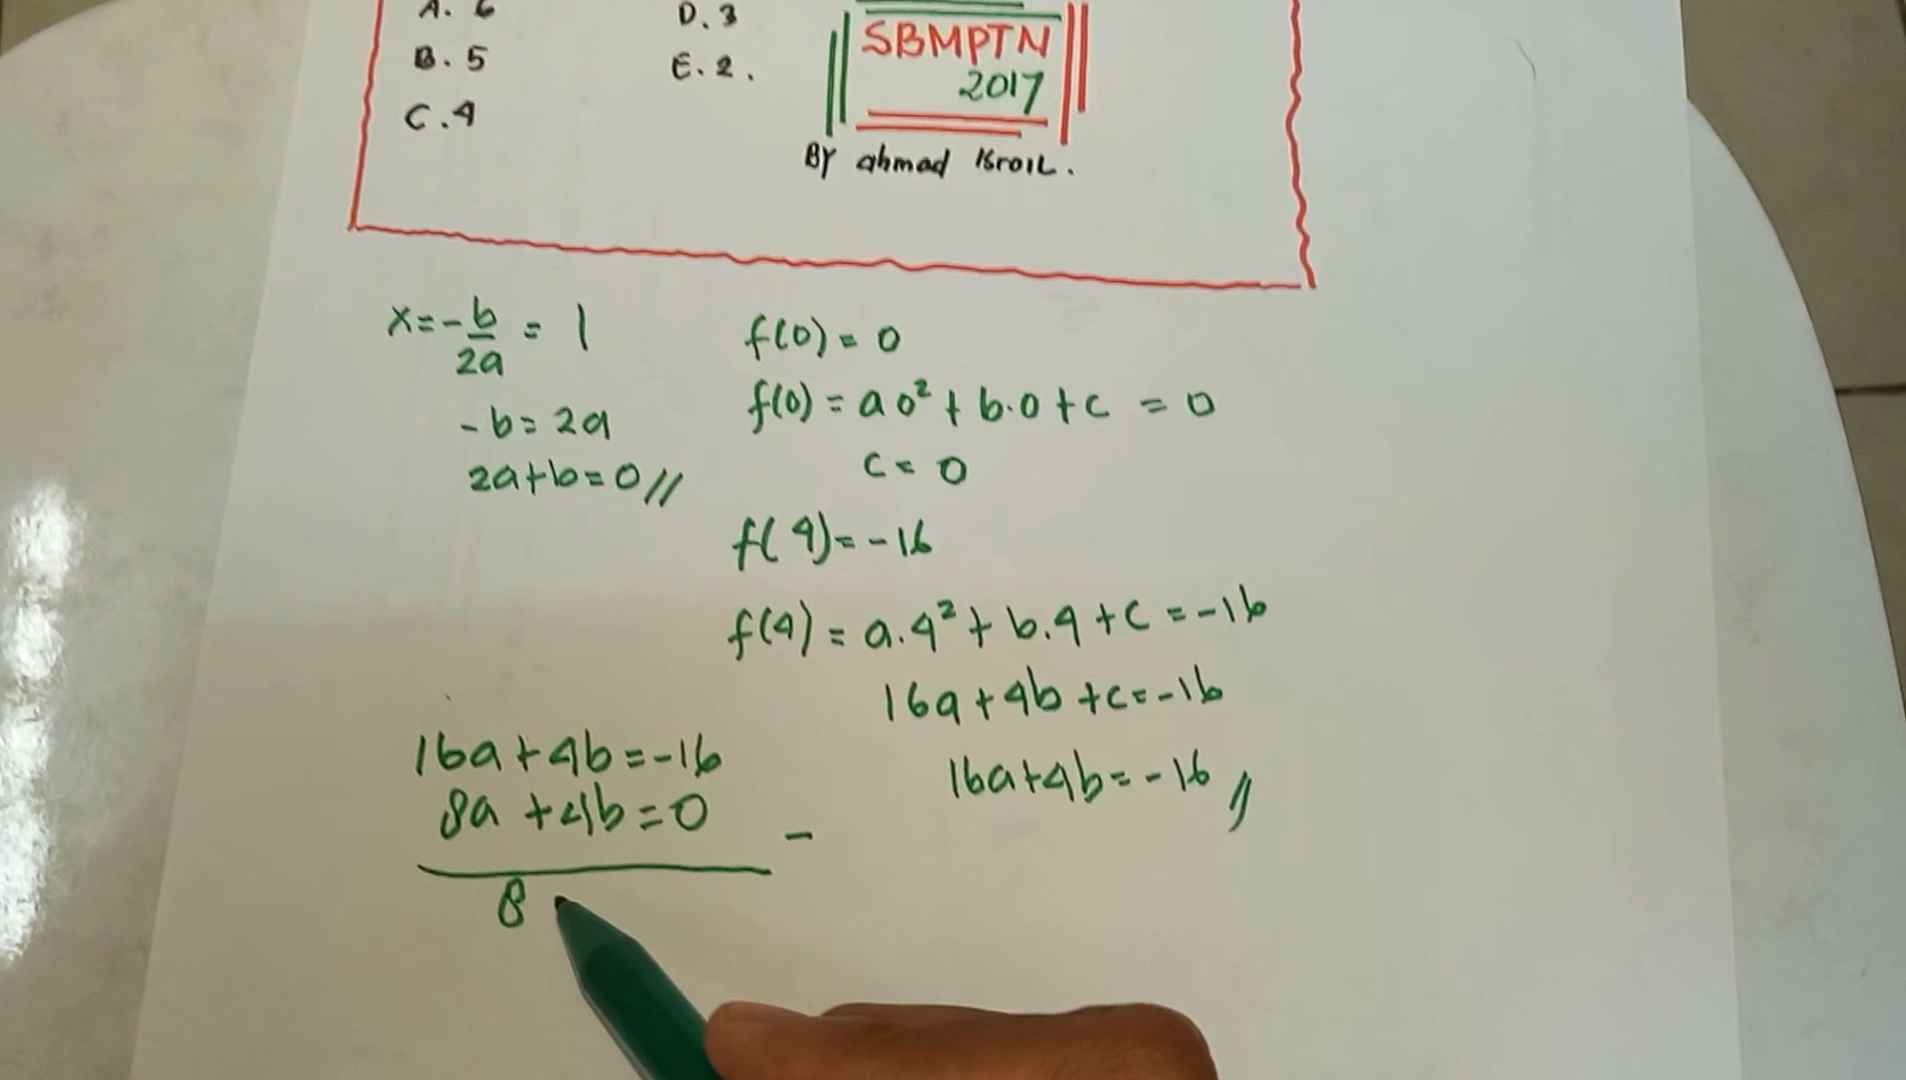 A. 6
D. 3
B. 5
E. 2.
C. 4
SBMPTN
2017
By ahmad Isroil.
x = -b/2a = 1
-b = 2a
2a+b=0//
f(0) = 0
f(0) = a0² + b.0 + c = 0
c = 0
f(4) = -16
f(4) = a.4² + b.4 + c = -16
16a + 4b + c = -16
16a+4b = -16 //
16a + 4b = -16
8a + 4b = 0 -
8